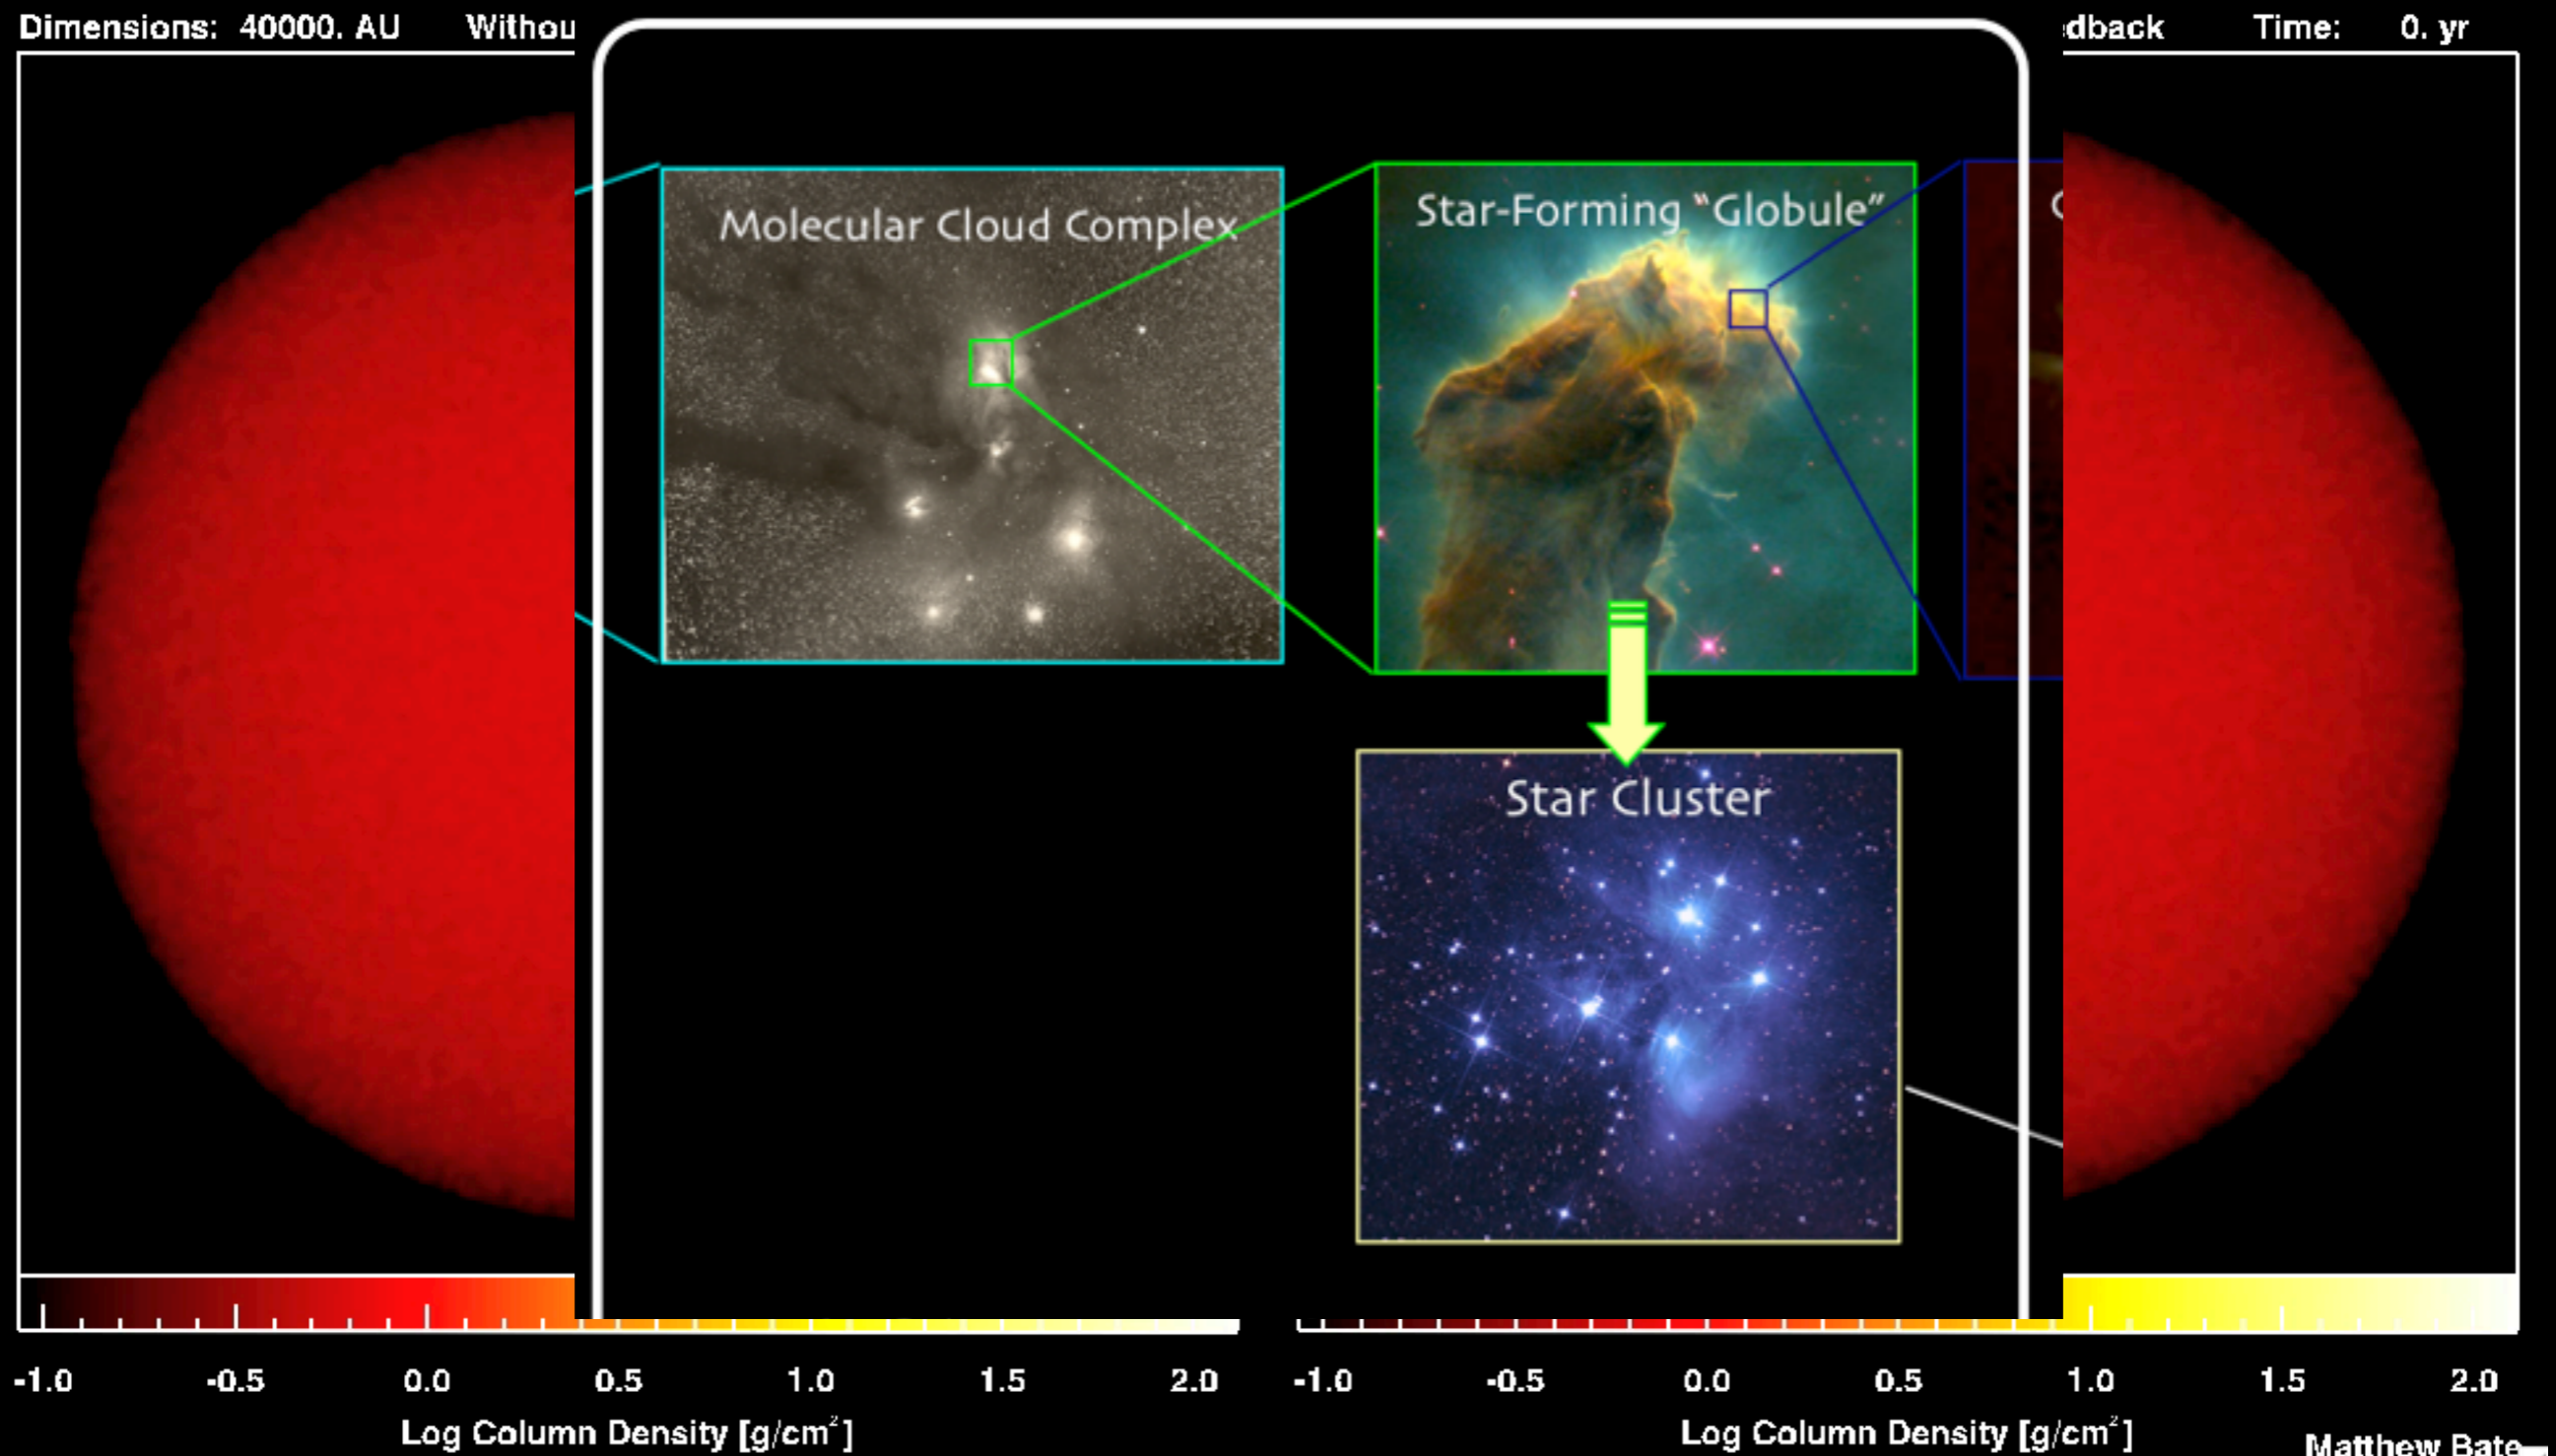 Dimensions: 40000. AU Withou
dback Time: 0. yr
Molecular Cloud Complex
Star-Forming “Globule”
Star Cluster
-1.0 -0.5 0.0 0.5 1.0 1.5 2.0
-1.0 -0.5 0.0 0.5 1.0 1.5 2.0
Log Column Density [g/cm²]
Log Column Density [g/cm²]
Matthew Bate